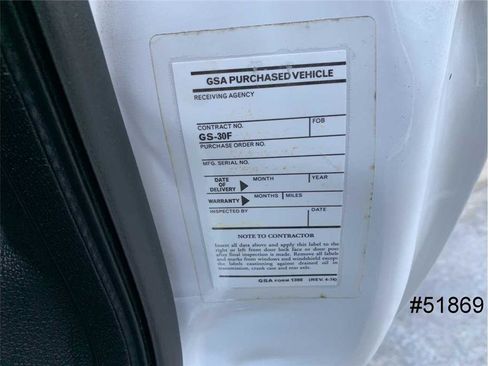 GSA PURCHASED VEHICLE
RECEIVING AGENCY
CONTRACT NO. FOB
GS-30F
PURCHASE ORDER NO.
MFG. SERIAL NO.
DATE OF DELIVERY MONTH YEAR
WARRANTY MONTHS MILES
INSPECTED BY DATE
NOTE TO CONTRACTOR
Insert all data above and apply this label to the
right or left front door lock face or door post
after final inspection is made. Remove all labels
and marks from windows and windshield except
the labels cautioning against drained oil in
transmission, crank case and rear axle.
GSA FORM 1398 (REV. 4-74)
#51869